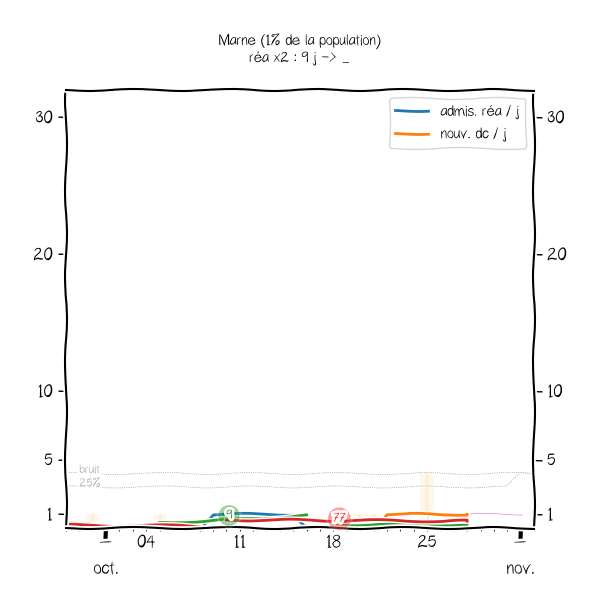 Marne (1% de la population)
réa x2 : 9 j -> _
admis. réa / j
nouv. dc / j
30
30
20
20
10
10
5
5
bruit
25%
1
1
9
77
04
11
18
25
oct.
nov.